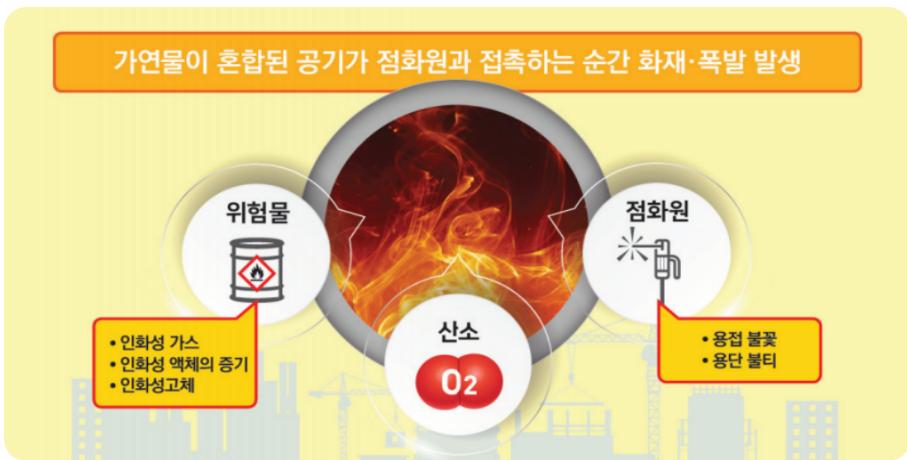 가연물이 혼합된 공기가 점화원과 접촉하는 순간 화재·폭발 발생
위험물
• 인화성 가스
• 인화성 액체의 증기
• 인화성고체
산소
O2
점화원
• 용접 불꽃
• 용단 불티